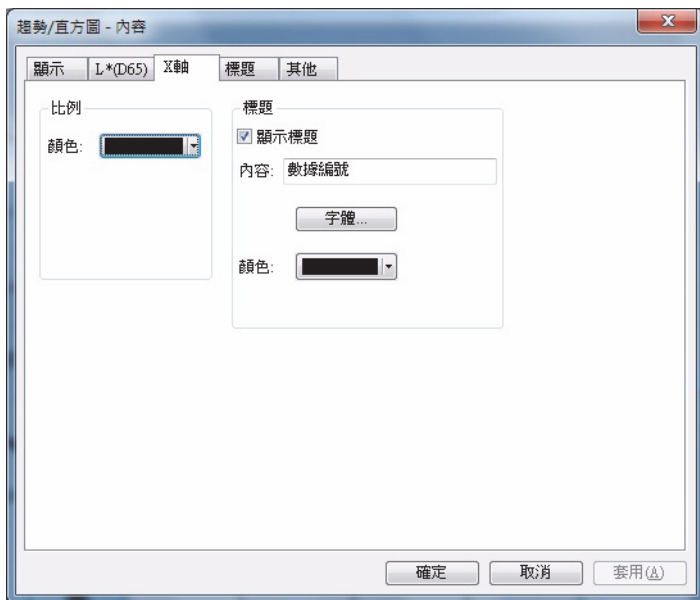 趨勢/直方圖 - 內容
顯示 L*(D65) X軸 標題 其他
比例
顏色:
標題
顯示標題
內容: 數據編號
字體...
顏色:
確定 取消 套用(A)